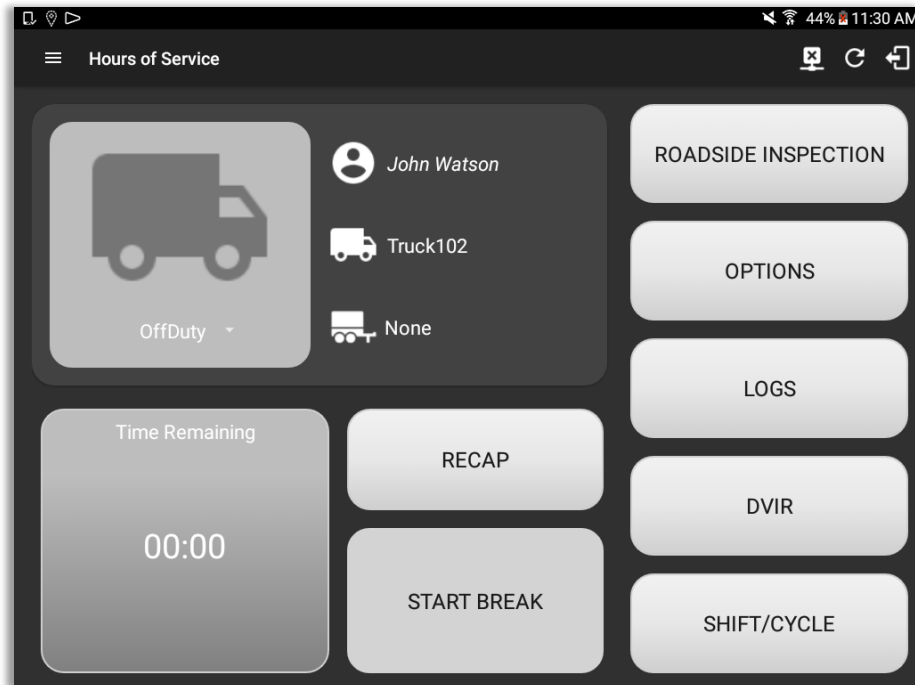 44% 11:30 AM
Hours of Service
John Watson
Truck102
None
OffDuty
ROADSIDE INSPECTION
OPTIONS
LOGS
DVIR
SHIFT/CYCLE
Time Remaining
00:00
RECAP
START BREAK